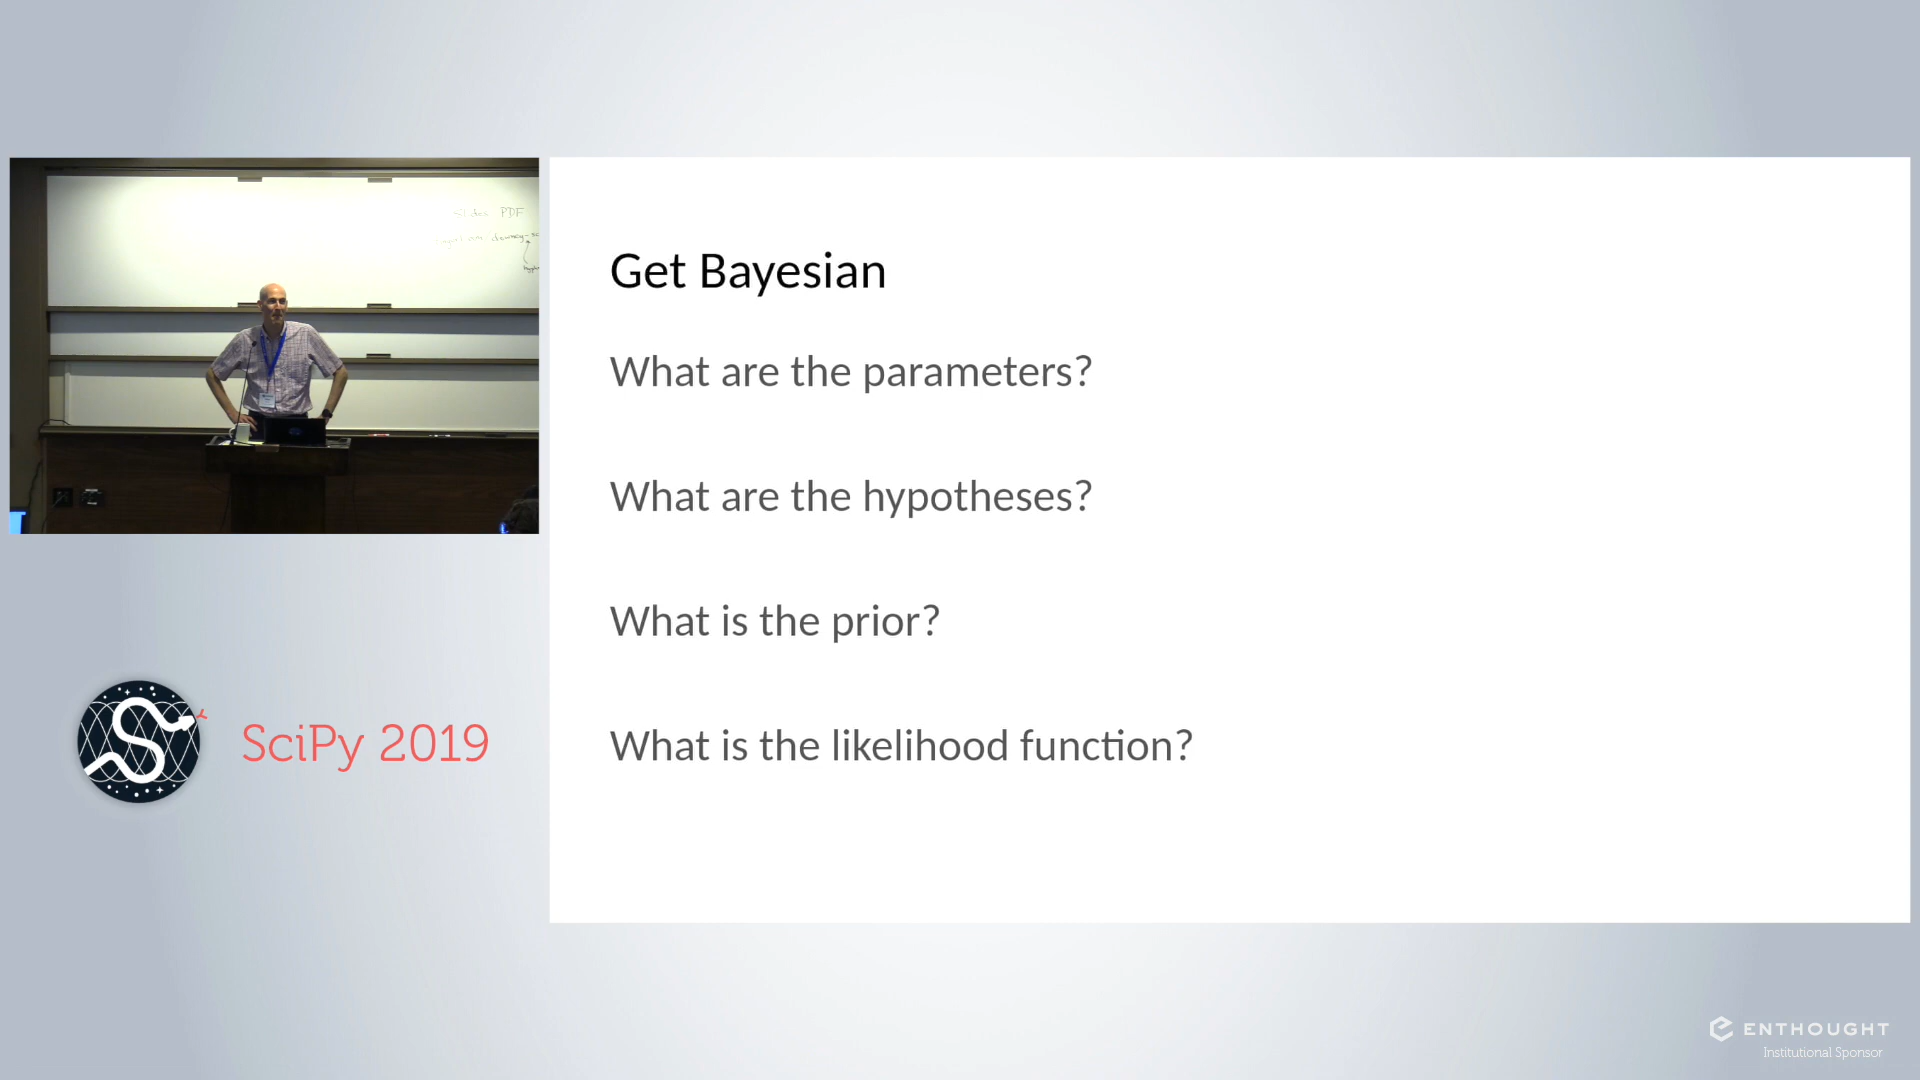 PDF
Get Bayesian
What are the parameters?
What are the hypotheses?
What is the prior?
What is the likelihood function?
SciPy 2019
ENTHOUGHT
Institutional Sponsor